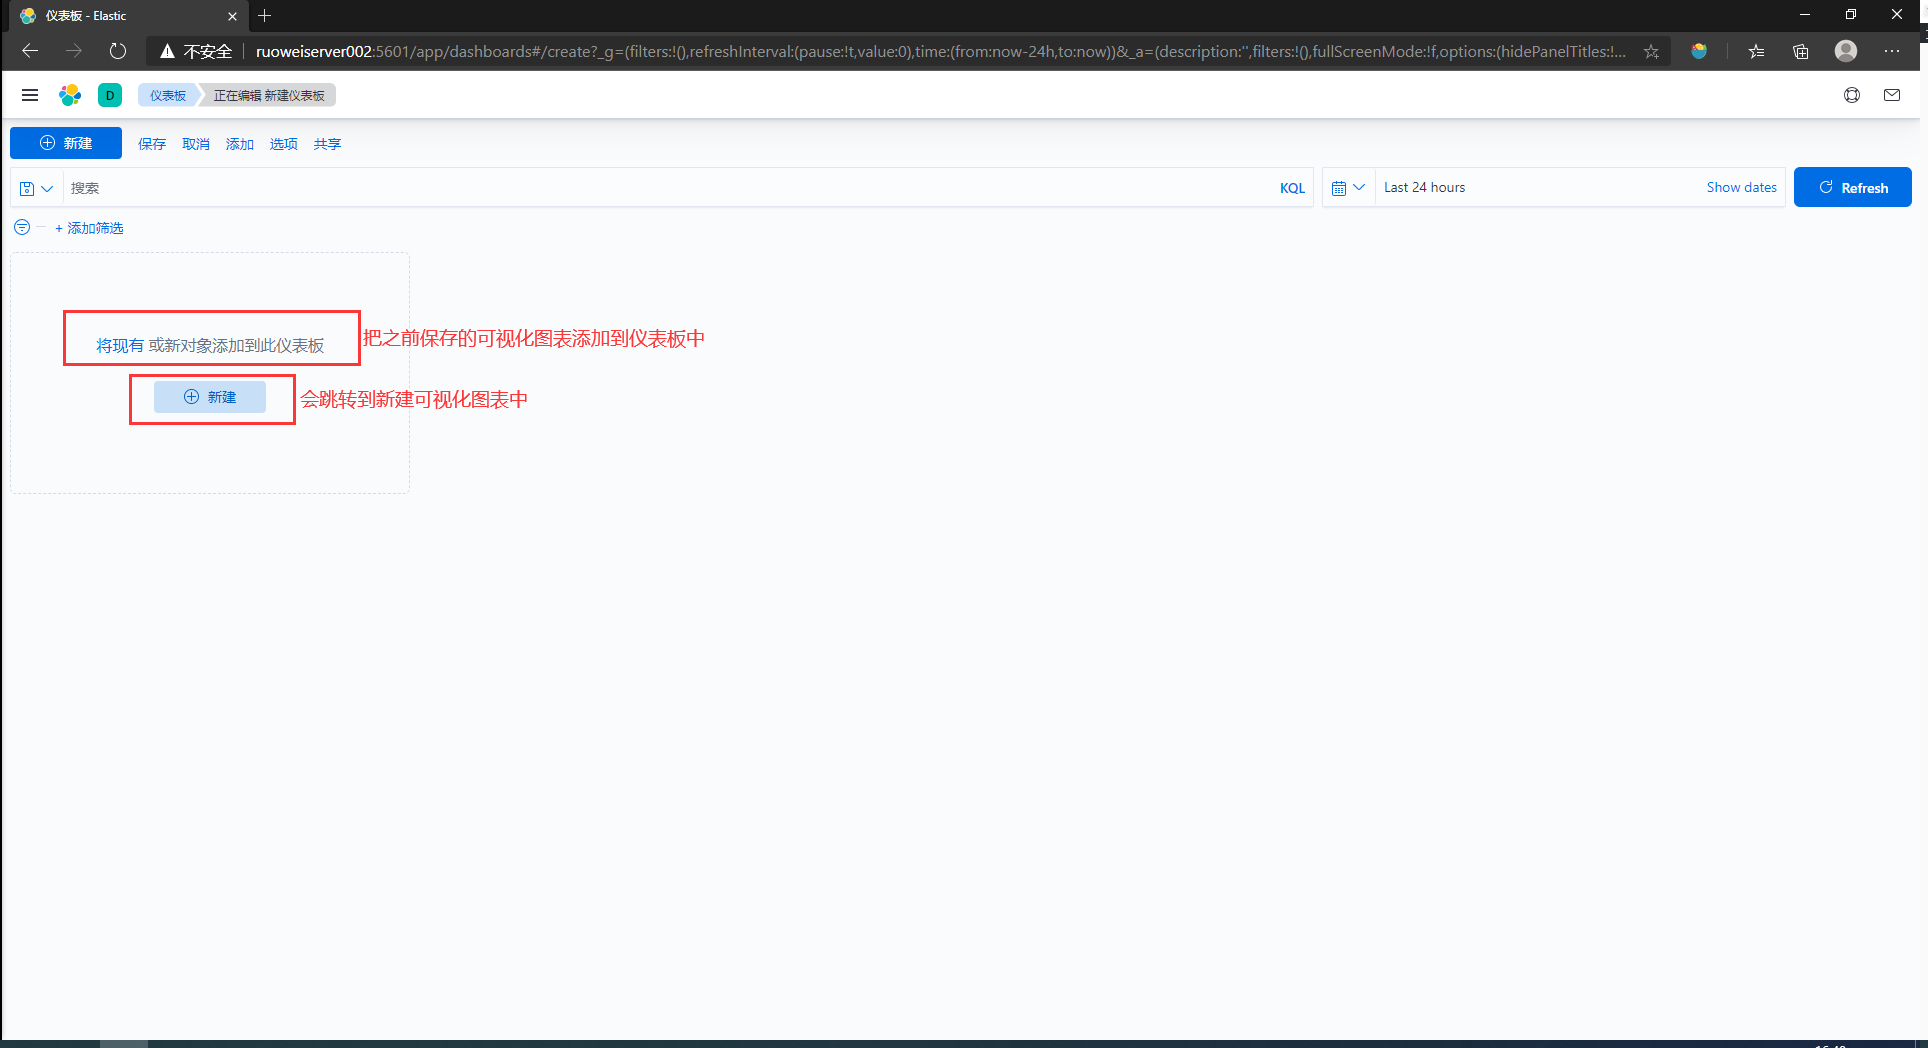 仪表板 - Elastic
不安全
ruoweiserver002:5601/app/dashboards#/create?_g=(filters:!(),refreshInterval:(pause:!t,value:0),time:(from:now-24h,to:now))&_a=(description:'',filters:!(),fullScreenMode:!f,options:(hidePanelTitles:!...
D
仪表板
正在编辑 新建仪表板
新建
保存 取消 添加 选项 共享
搜索
KQL
Last 24 hours
Show dates
Refresh
+ 添加筛选
将现有 或新对象添加到此仪表板
把之前保存的可视化图表添加到仪表板中
新建
会跳转到新建可视化图表中